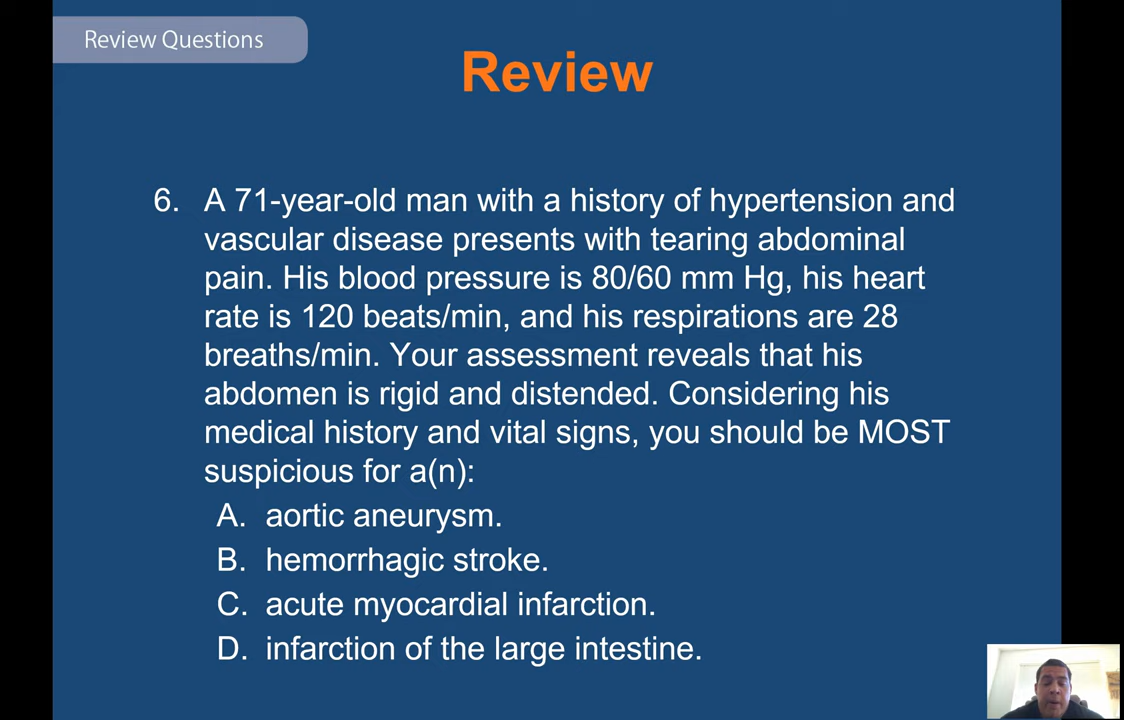 Review Questions
Review
6. A 71-year-old man with a history of hypertension and
vascular disease presents with tearing abdominal
pain. His blood pressure is 80/60 mm Hg, his heart
rate is 120 beats/min, and his respirations are 28
breaths/min. Your assessment reveals that his
abdomen is rigid and distended. Considering his
medical history and vital signs, you should be MOST
suspicious for a(n):
A. aortic aneurysm.
B. hemorrhagic stroke.
C. acute myocardial infarction.
D. infarction of the large intestine.